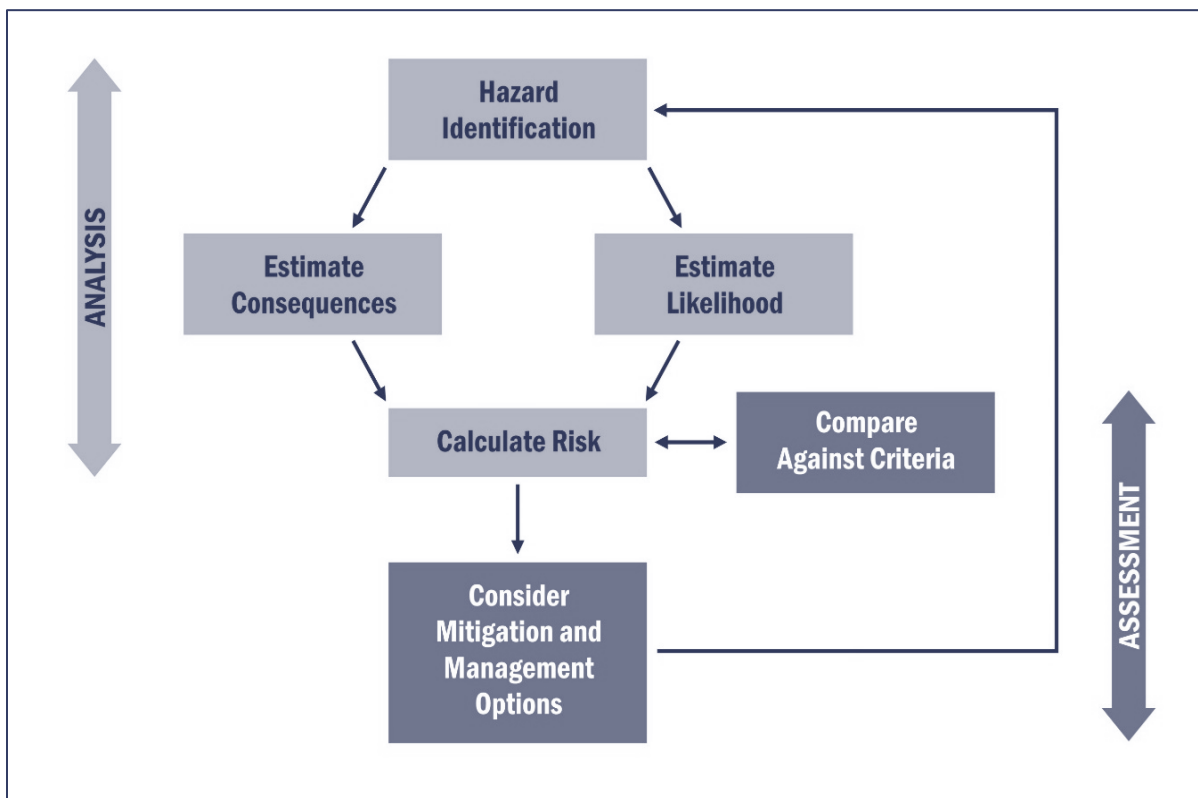 Hazard
Identification
ANALYSIS
Estimate
Consequences
Estimate
Likelihood
Calculate Risk
Compare
Against Criteria
Consider
Mitigation and
Management
Options
ASSESSMENT